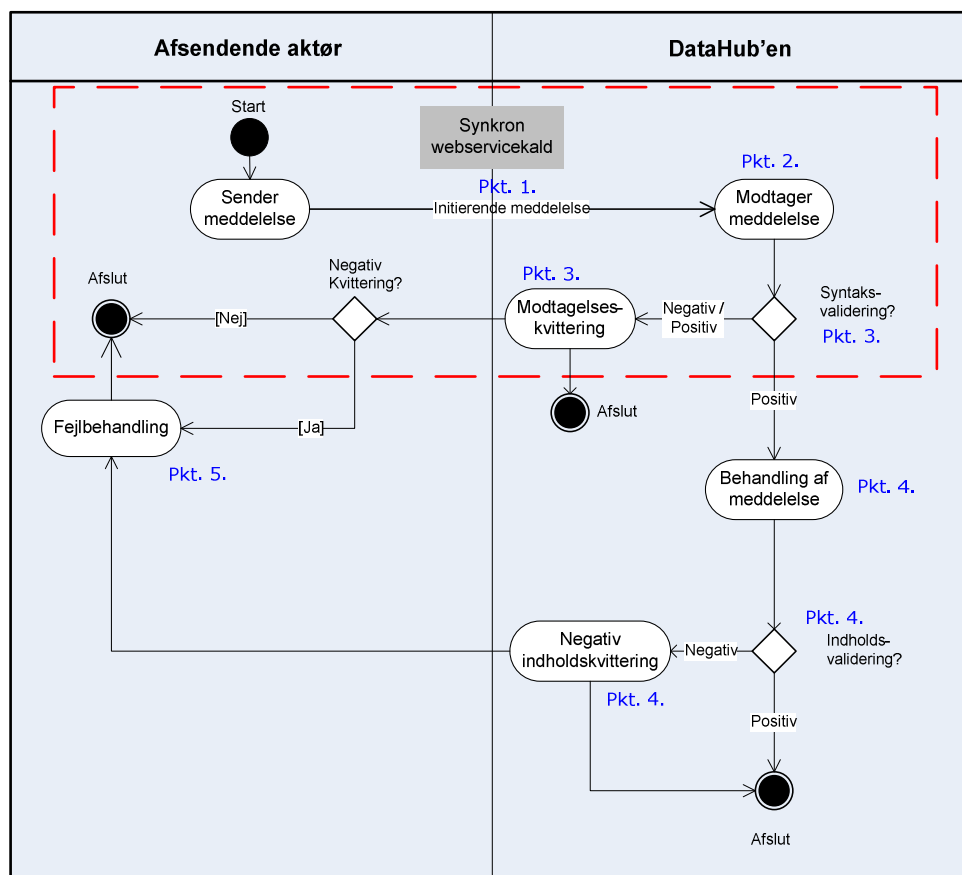 Afsendende aktør
DataHub'en
Start
Synkron
webservicekald
Sender
meddelelse
Pkt. 1.
Initierende meddelelse
Pkt. 2.
Modtager
meddelelse
Afslut
Negativ
Kvittering?
Pkt. 3.
[Nej]
Modtagelses-
kvittering
Negativ /
Positiv
Syntaks-
validering?
Pkt. 3.
Fejlbehandling
[Ja]
Afslut
Positiv
Pkt. 5.
Behandling af
meddelelse
Pkt. 4.
Pkt. 4.
Negativ
indholdskvittering
Negativ
Indholds-
validering?
Pkt. 4.
Positiv
Afslut